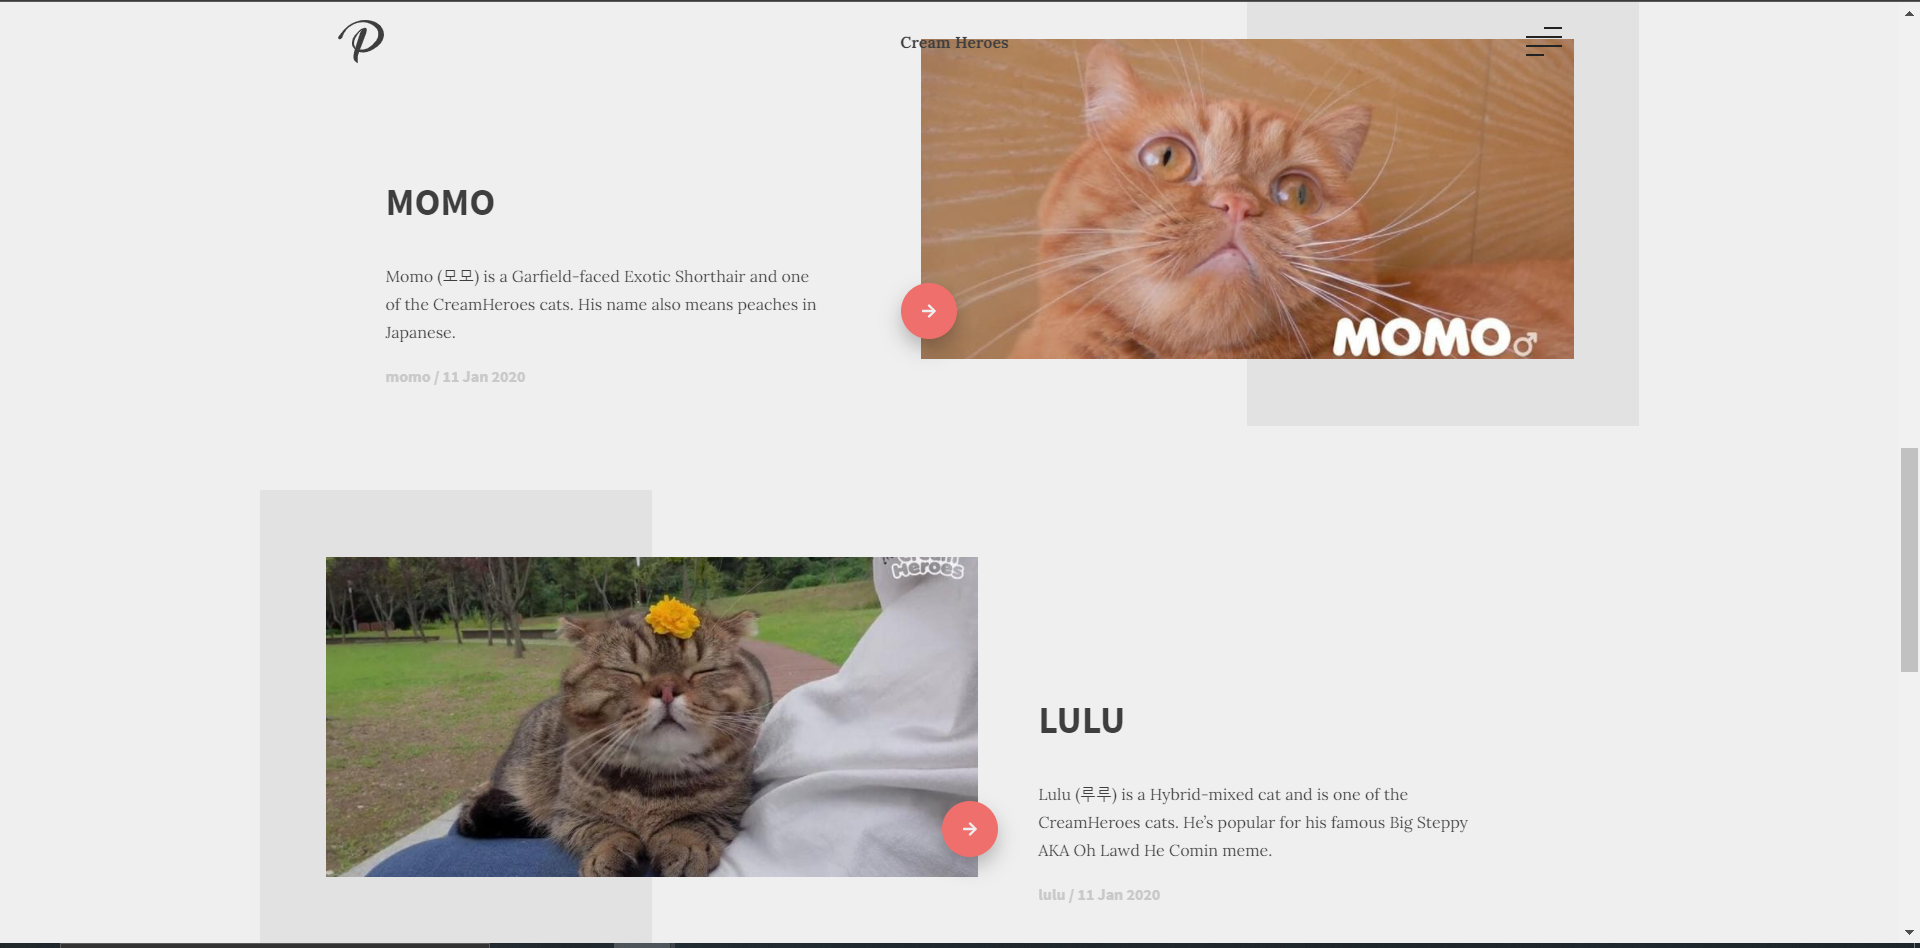 P
Cream Heroes
MOMO
Momo (모모) is a Garfield-faced Exotic Shorthair and one
of the CreamHeroes cats. His name also means peaches in
Japanese.
momo / 11 Jan 2020
MOMO♂
Cream
Heroes
LULU
Lulu (루루) is a Hybrid-mixed cat and is one of the
CreamHeroes cats. He’s popular for his famous Big Steppy
AKA Oh Lawd He Comin meme.
lulu / 11 Jan 2020